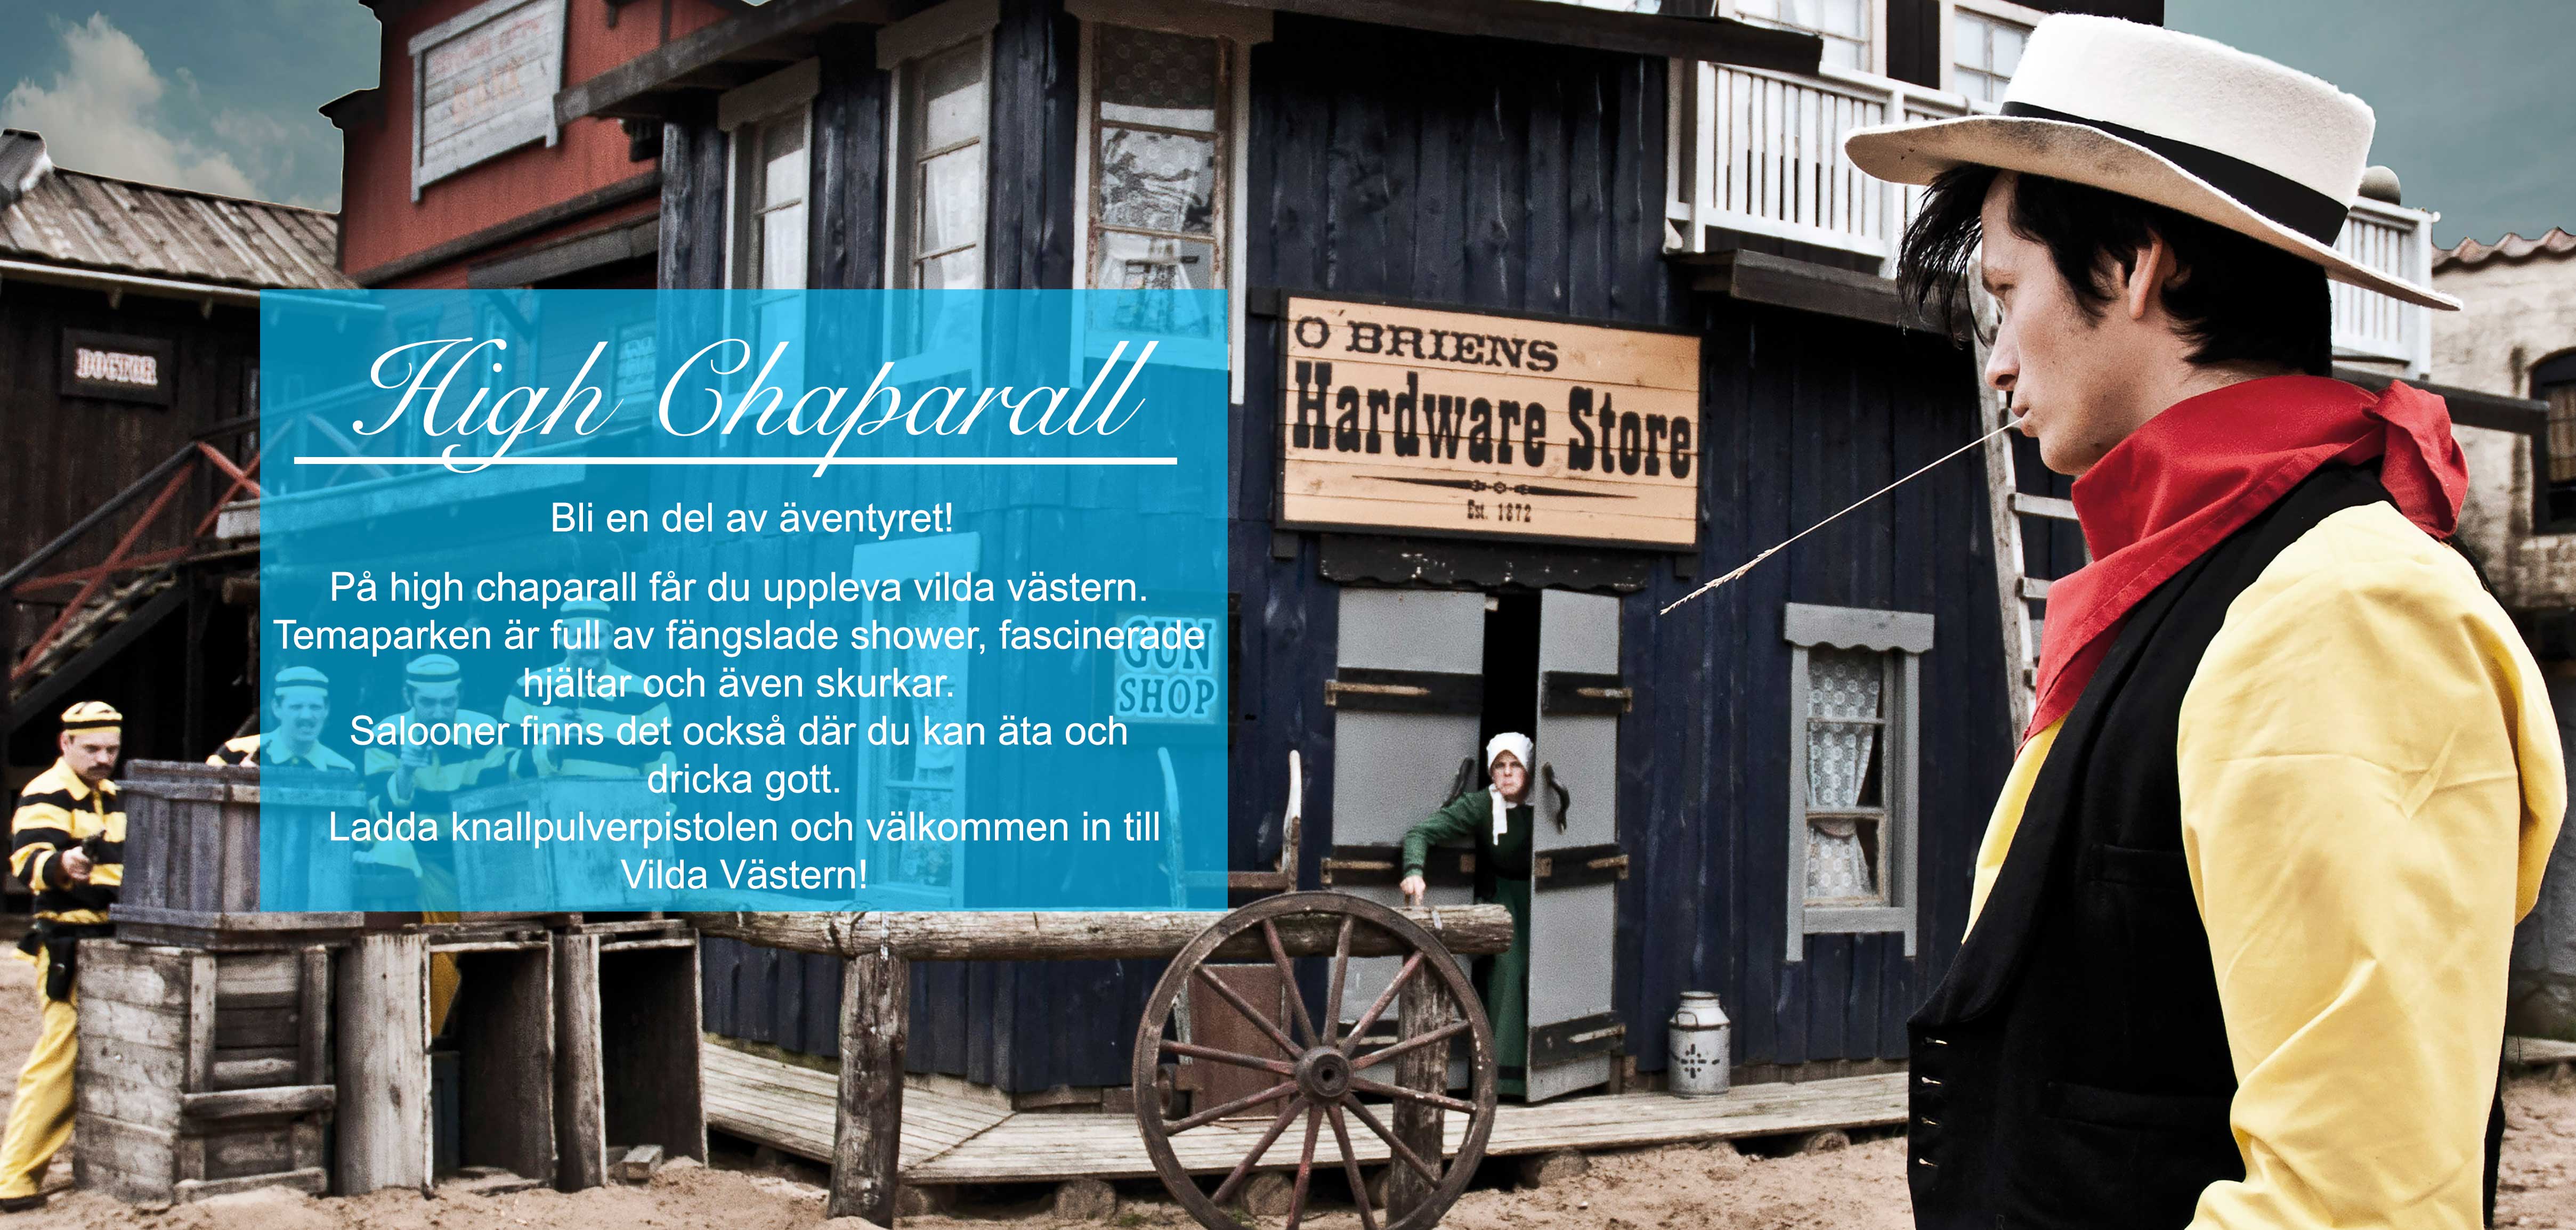 High Chaparall
Bli en del av äventyret!
På high chaparall får du uppleva vilda västern.
Temaparken är full av fängslade shower, fascinerade
hjältar och även skurkar.
Salooner finns det också där du kan äta och
dricka gott.
Ladda knallpulverpistolen och välkommen in till
Vilda Västern!
DOCTOR
GUN
SHOP
O´BRIENS
Hardware Store
Est. 1872